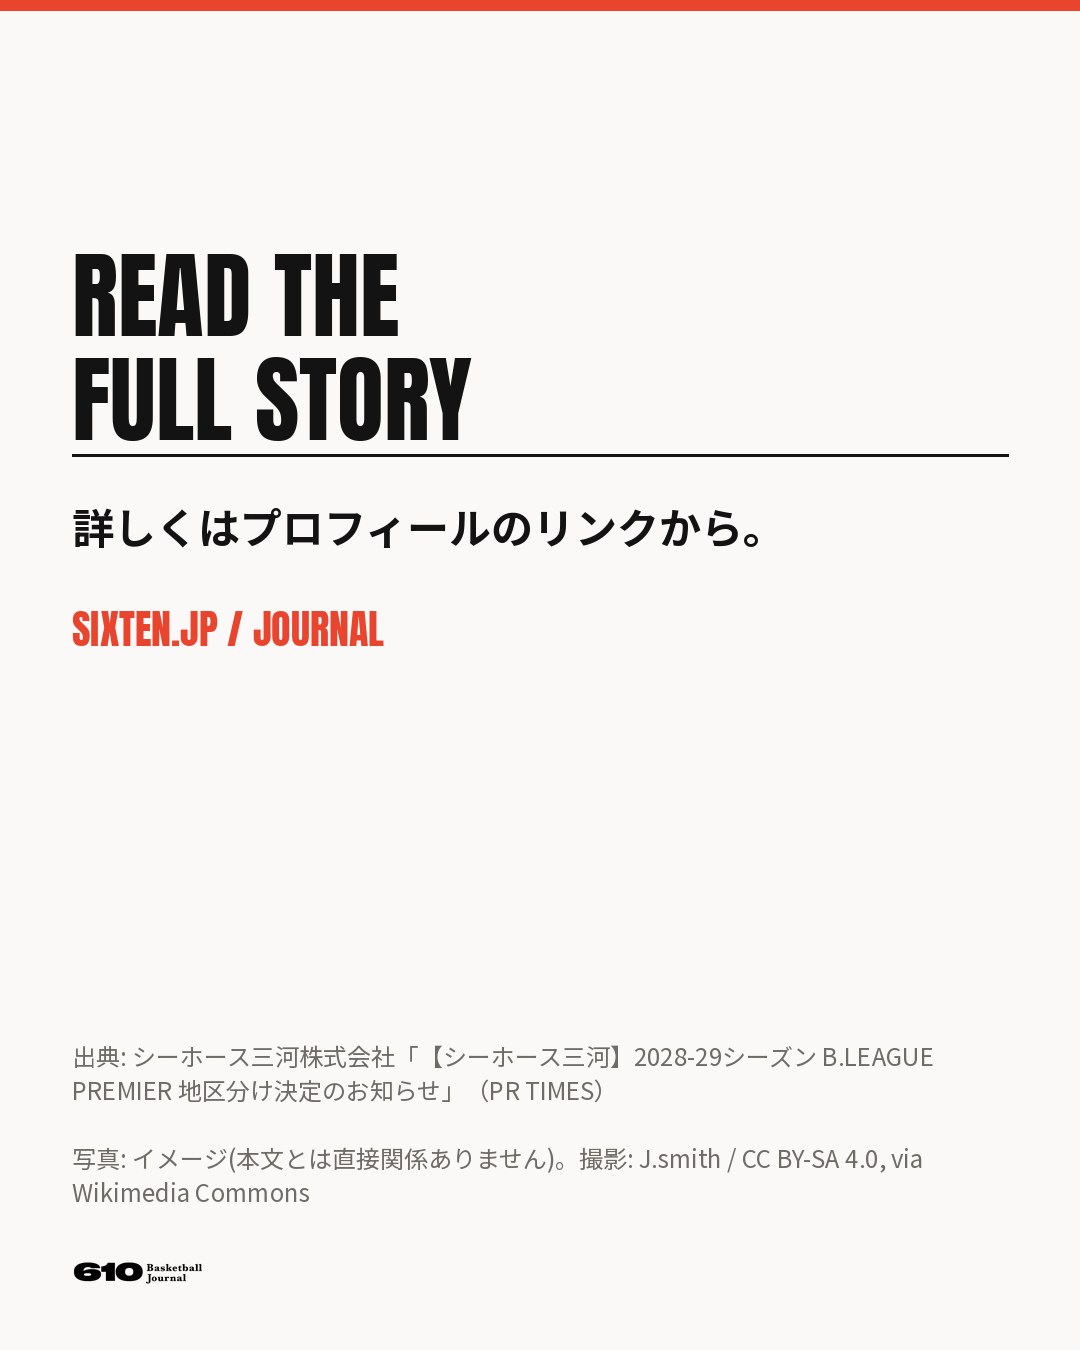 READ THE
FULL STORY
詳しくはプロフィールのリンクから。
SIXTEN.JP / JOURNAL
出典: シーホース三河株式会社「【シーホース三河】2028-29シーズン B.LEAGUE
PREMIER 地区分け決定のお知らせ」（PR TIMES）
写真: イメージ(本文とは直接関係ありません)。撮影: J.smith / CC BY-SA 4.0, via
Wikimedia Commons
610 Basketball
Journal